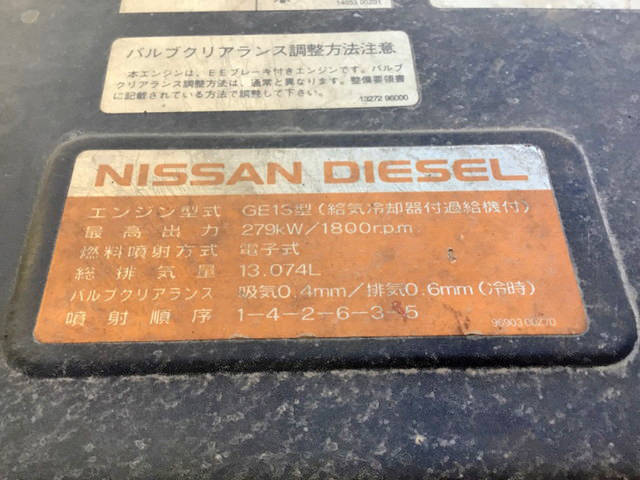 14853 00Z91
バルブクリアランス調整方法注意
本エンジンは、EEブレーキ付きエンジンです。バルブ
クリアランス調整方法は、通常と異なります。整備要領書
に記載されている方法で調整して下さい。
13272 96000
NISSAN DIESEL
エンジン型式 GE13型(給気冷却器付過給機付)
最高出力 279kW/1800r.p.m
燃料噴射方式 電子式
総排気量 13.074L
バルブクリアランス 吸気0.4mm/排気0.6mm(冷時)
噴射順序 1-4-2-6-3-5
96903 00Z70